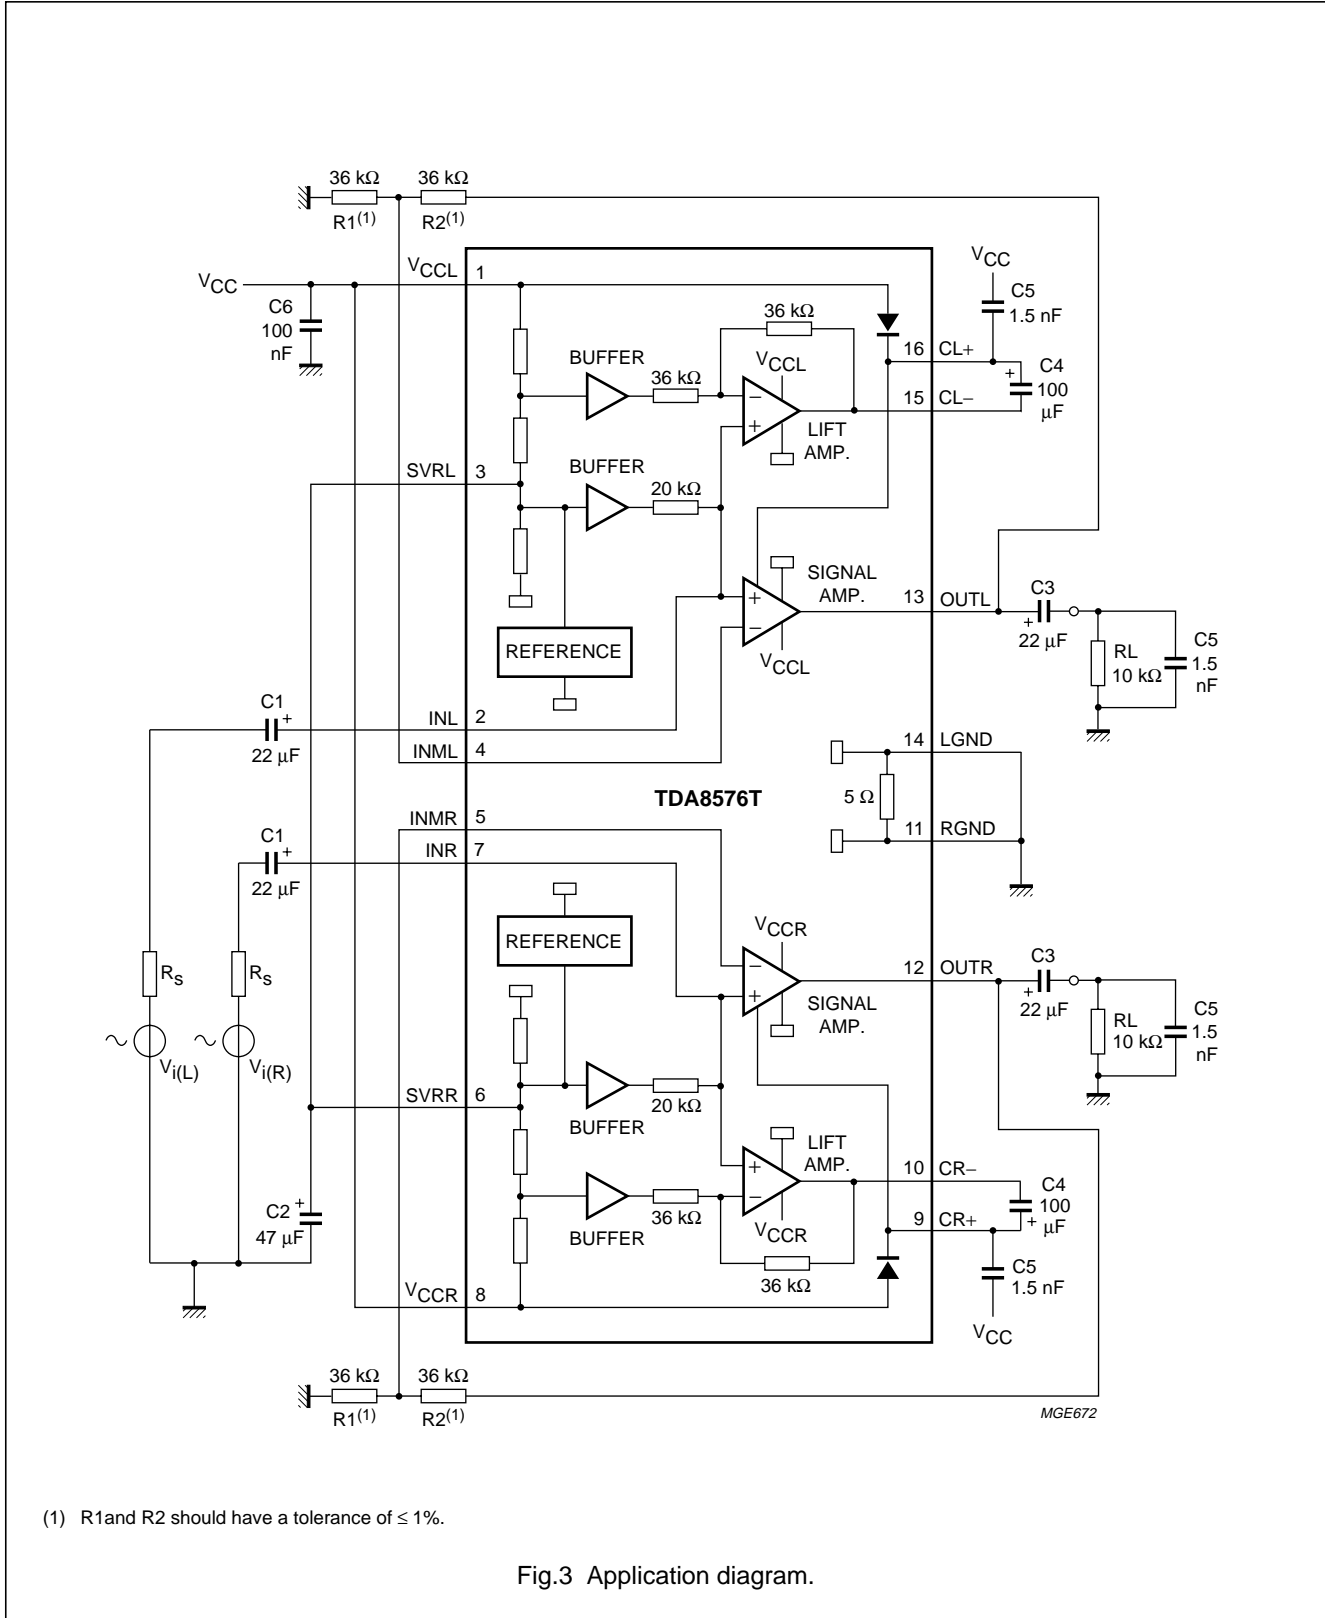 36 kΩ 36 kΩ
R1(1) R2(1)
VCC
VCCL 1
VCC
C6
100
nF
C5
1.5 nF
36 kΩ
BUFFER
36 kΩ
VCCL
16 CL+
+ C4
100
μF
15 CL−
−
+
LIFT
AMP.
SVRL 3
BUFFER
20 kΩ
SIGNAL
AMP.
+
−
13 OUTL
C3
+
22 μF
VCCL
REFERENCE
RL
10 kΩ
C5
1.5
nF
C1
+
22 μF
INL 2
INML 4
14 LGND
TDA8576T
5 Ω
INMR 5
11 RGND
C1
+
22 μF
INR 7
REFERENCE
VCCR
−
+
12 OUTR
C3
+
22 μF
SIGNAL
AMP.
RL
10 kΩ
C5
1.5
nF
Rs
Rs
Vi(L)
Vi(R)
SVRR 6
20 kΩ
BUFFER
LIFT
AMP.
+
−
10 CR−
C4
100
+ μF
C2
+
47 μF
36 kΩ
BUFFER
VCCR
9 CR+
36 kΩ
C5
1.5 nF
VCCR 8
VCC
36 kΩ 36 kΩ
R1(1) R2(1)
MGE672
(1) R1and R2 should have a tolerance of ≤ 1%.
Fig.3 Application diagram.